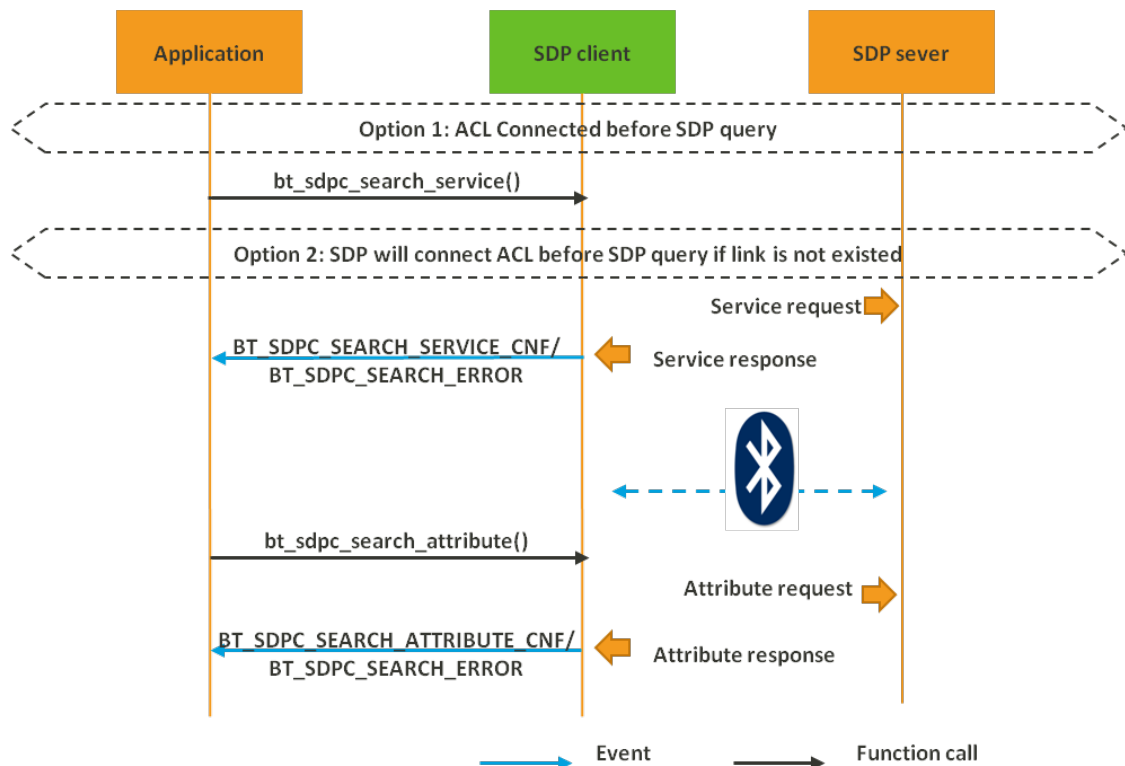 Application
SDP client
SDP sever
Option 1: ACL Connected before SDP query
bt_sdpc_search_service()
Option 2: SDP will connect ACL before SDP query if link is not existed
Service request
BT_SDPC_SEARCH_SERVICE_CNF/
BT_SDPC_SEARCH_ERROR
Service response
bt_sdpc_search_attribute()
Attribute request
BT_SDPC_SEARCH_ATTRIBUTE_CNF/
BT_SDPC_SEARCH_ERROR
Attribute response
Event
Function call